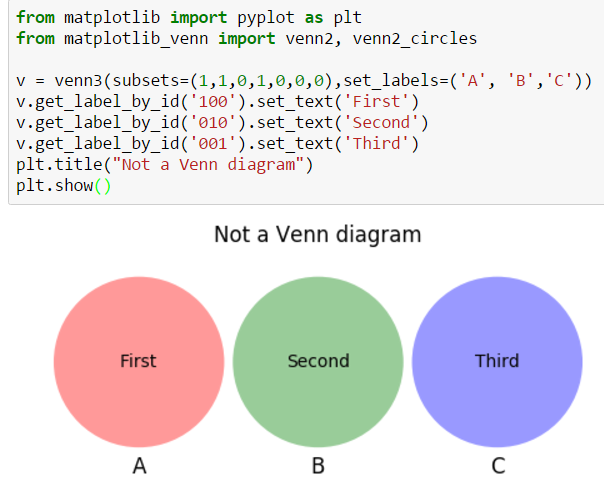 from matplotlib import pyplot as plt
from matplotlib_venn import venn2, venn2_circles
v = venn3(subsets=(1,1,0,1,0,0,0),set_labels=('A', 'B','C'))
v.get_label_by_id('100').set_text('First')
v.get_label_by_id('010').set_text('Second')
v.get_label_by_id('001').set_text('Third')
plt.title("Not a Venn diagram")
plt.show()
Not a Venn diagram
First Second Third
A B C